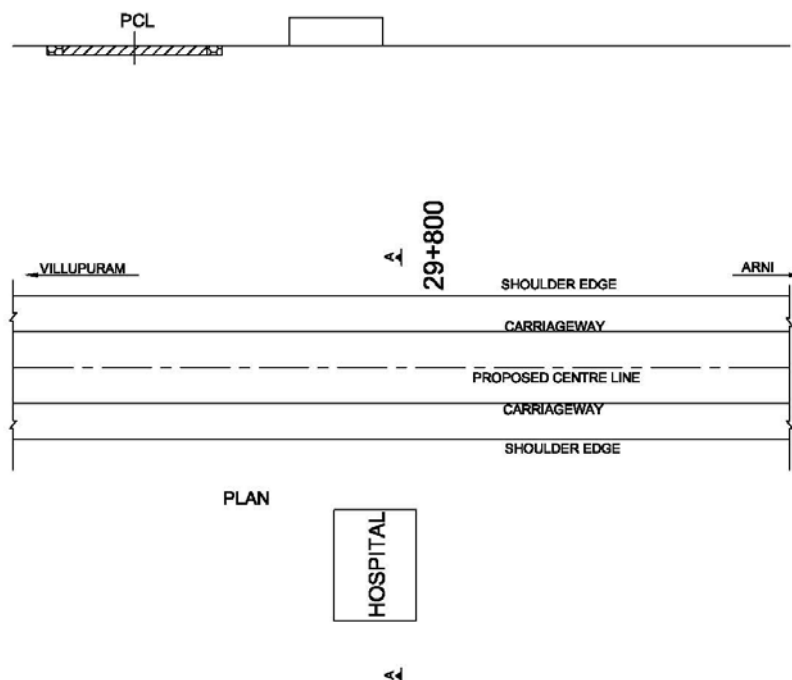 PCL
A
29+800
VILLUPURAM
ARNI
SHOULDER EDGE
CARRIAGEWAY
PROPOSED CENTRE LINE
CARRIAGEWAY
SHOULDER EDGE
PLAN
HOSPITAL
A